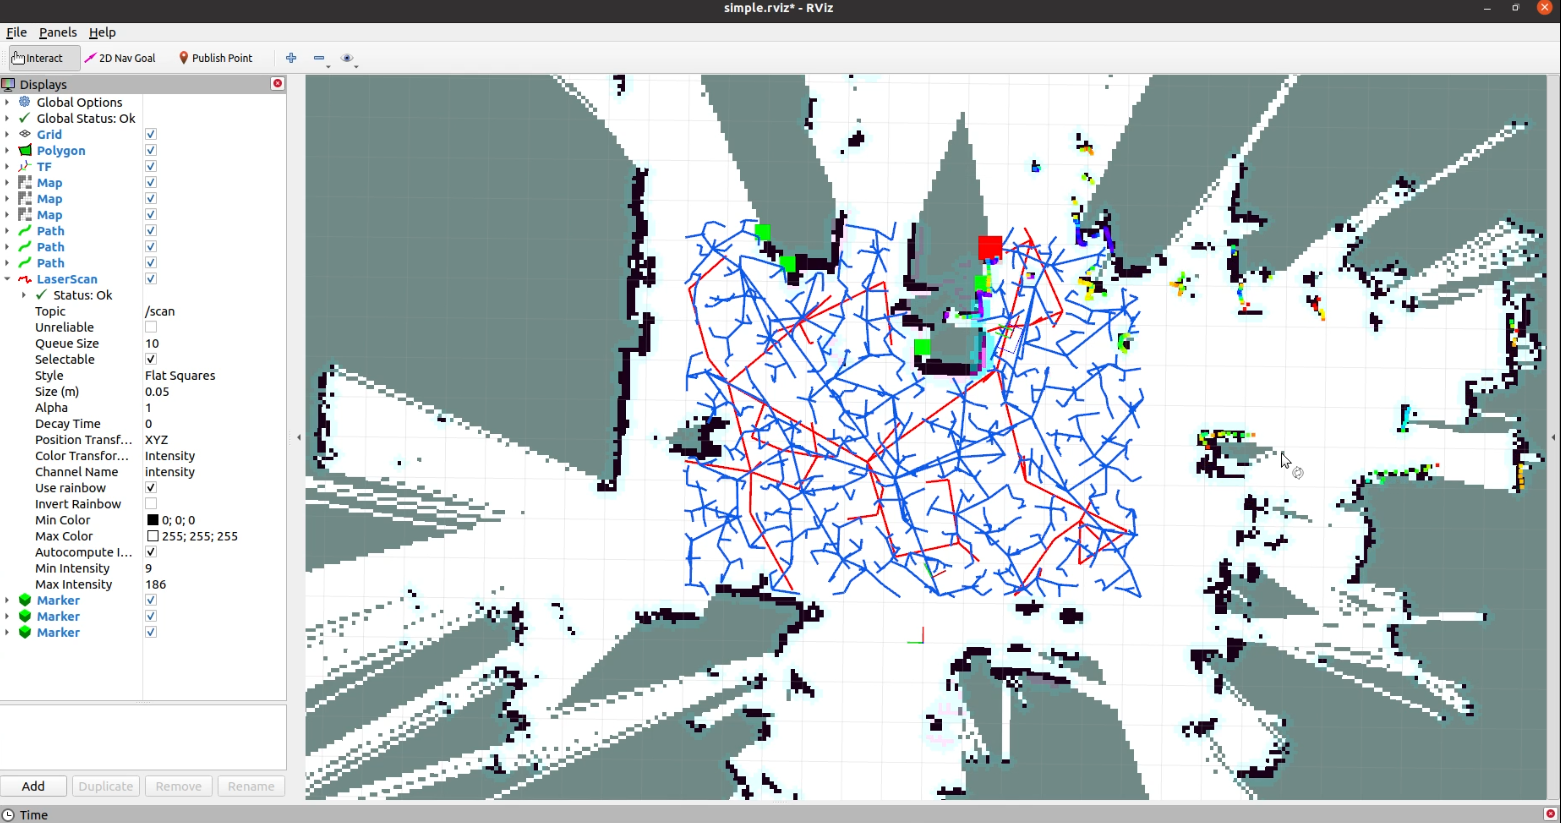 simple.rviz* - RViz
File Panels Help
Interact 2D Nav Goal Publish Point
Displays
Global Options
Global Status: Ok
Grid
Polygon
TF
Map
Map
Map
Path
Path
Path
LaserScan
Status: Ok
Topic /scan
Unreliable
Queue Size 10
Selectable
Style Flat Squares
Size (m) 0.05
Alpha 1
Decay Time 0
Position Transf... XYZ
Color Transfor... Intensity
Channel Name intensity
Use rainbow
Invert Rainbow
Min Color 0; 0; 0
Max Color 255; 255; 255
Autocompute I...
Min Intensity 9
Max Intensity 186
Marker
Marker
Marker
Add Duplicate Remove Rename
Time